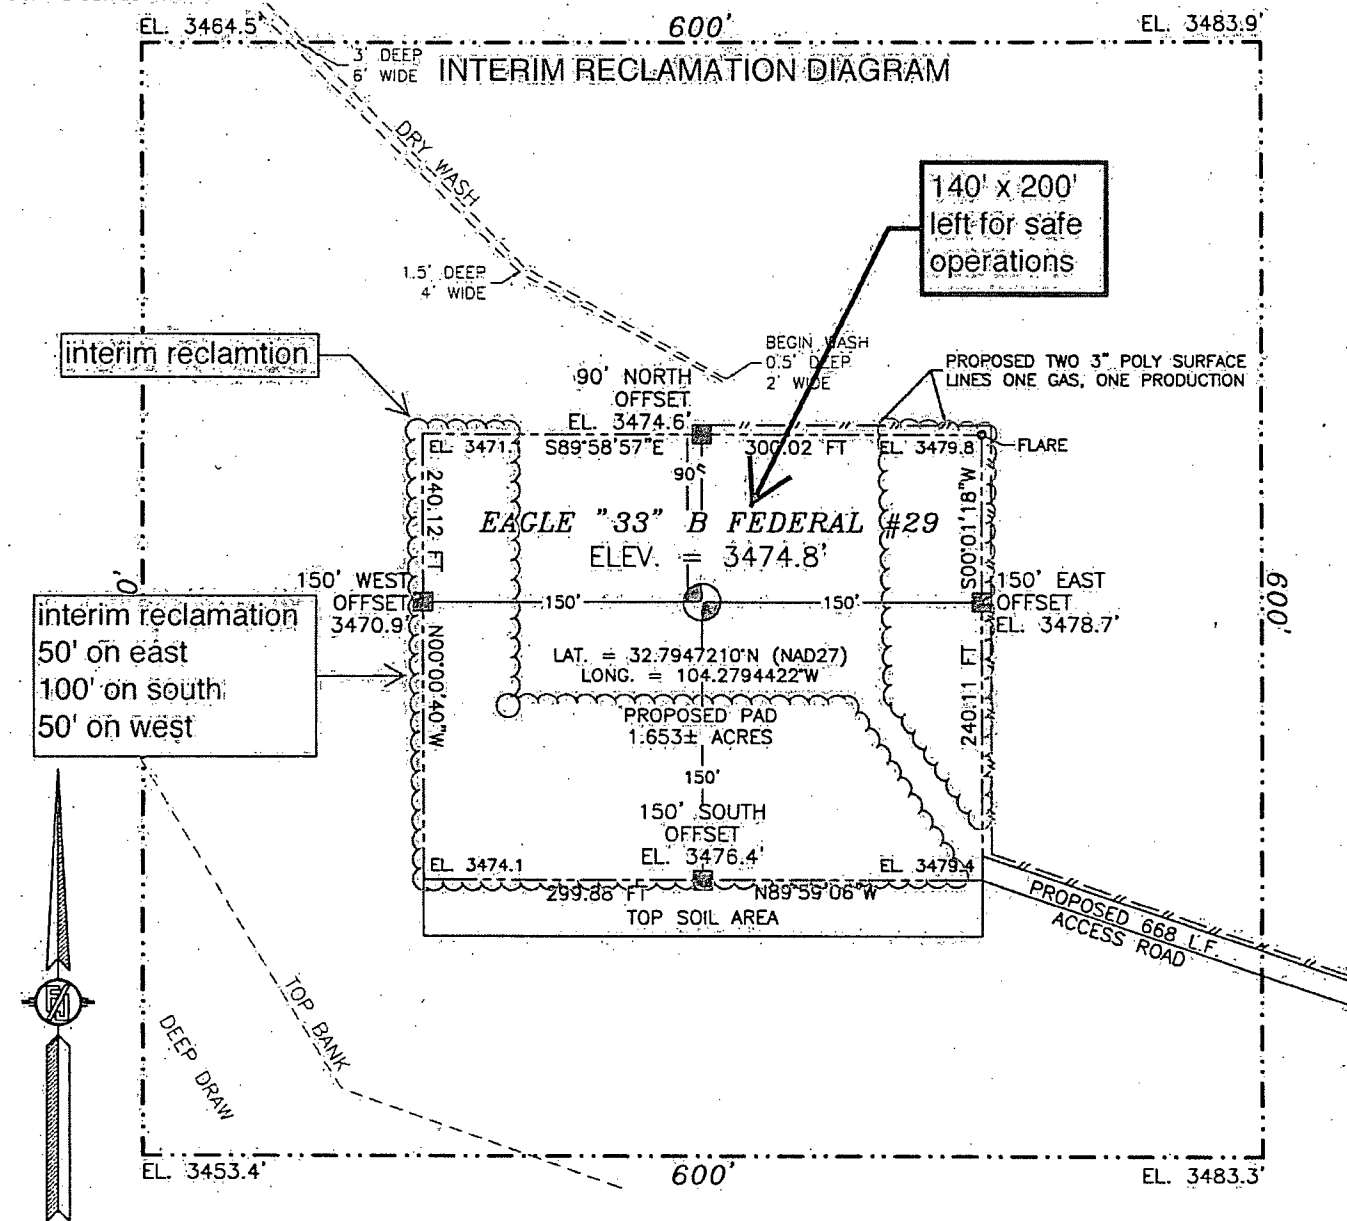 EL. 3464.5'
600'
EL. 3483.9'
INTERIM RECLAMATION DIAGRAM
3' DEEP
6' WIDE
DRY WASH
140' x 200'
left for safe
operations
1.5' DEEP
4' WIDE
interim reclamtion
BEGIN WASH
0.5' DEEP
2' WIDE
PROPOSED TWO 3" POLY SURFACE
LINES ONE GAS, ONE PRODUCTION
90' NORTH
OFFSET
EL. 3474.6'
EL. 3471.
S89°58'57"E
300.02 FT
EL. 3479.8
FLARE
90'
240.12 FT
S00°01'18"W
EAGLE "33" B FEDERAL #29
ELEV. = 3474.8'
150' WEST
OFFSET
3470.9'
150'
150'
150' EAST
OFFSET
EL. 3478.7'
0'
600'
interim reclamation
50' on east
100' on south
50' on west
LAT. = 32.7947210°N (NAD27)
LONG. = 104.2794422°W
N00°00'40"W
240.11 FT
PROPOSED PAD
1.653± ACRES
150'
150' SOUTH
OFFSET
EL. 3476.4'
EL. 3474.1
EL. 3479.4
299.88 FT
N89°59'06"W
TOP SOIL AREA
PROPOSED 668 L.F.
ACCESS ROAD
TOP BANK
DEEP DRAW
EL. 3453.4'
600'
EL. 3483.3'